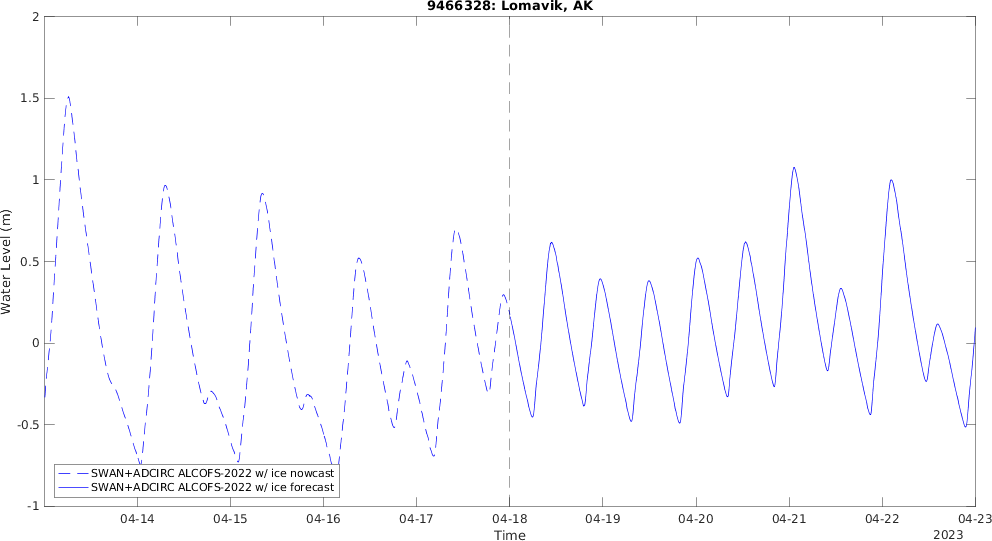 9466328: Lomavik, AK
2
1.5
1
0.5
0
-0.5
-1
Water Level (m)
SWAN+ADCIRC ALCOFS-2022 w/ ice nowcast
SWAN+ADCIRC ALCOFS-2022 w/ ice forecast
04-14 04-15 04-16 04-17 04-18 04-19 04-20 04-21 04-22 04-23
Time
2023